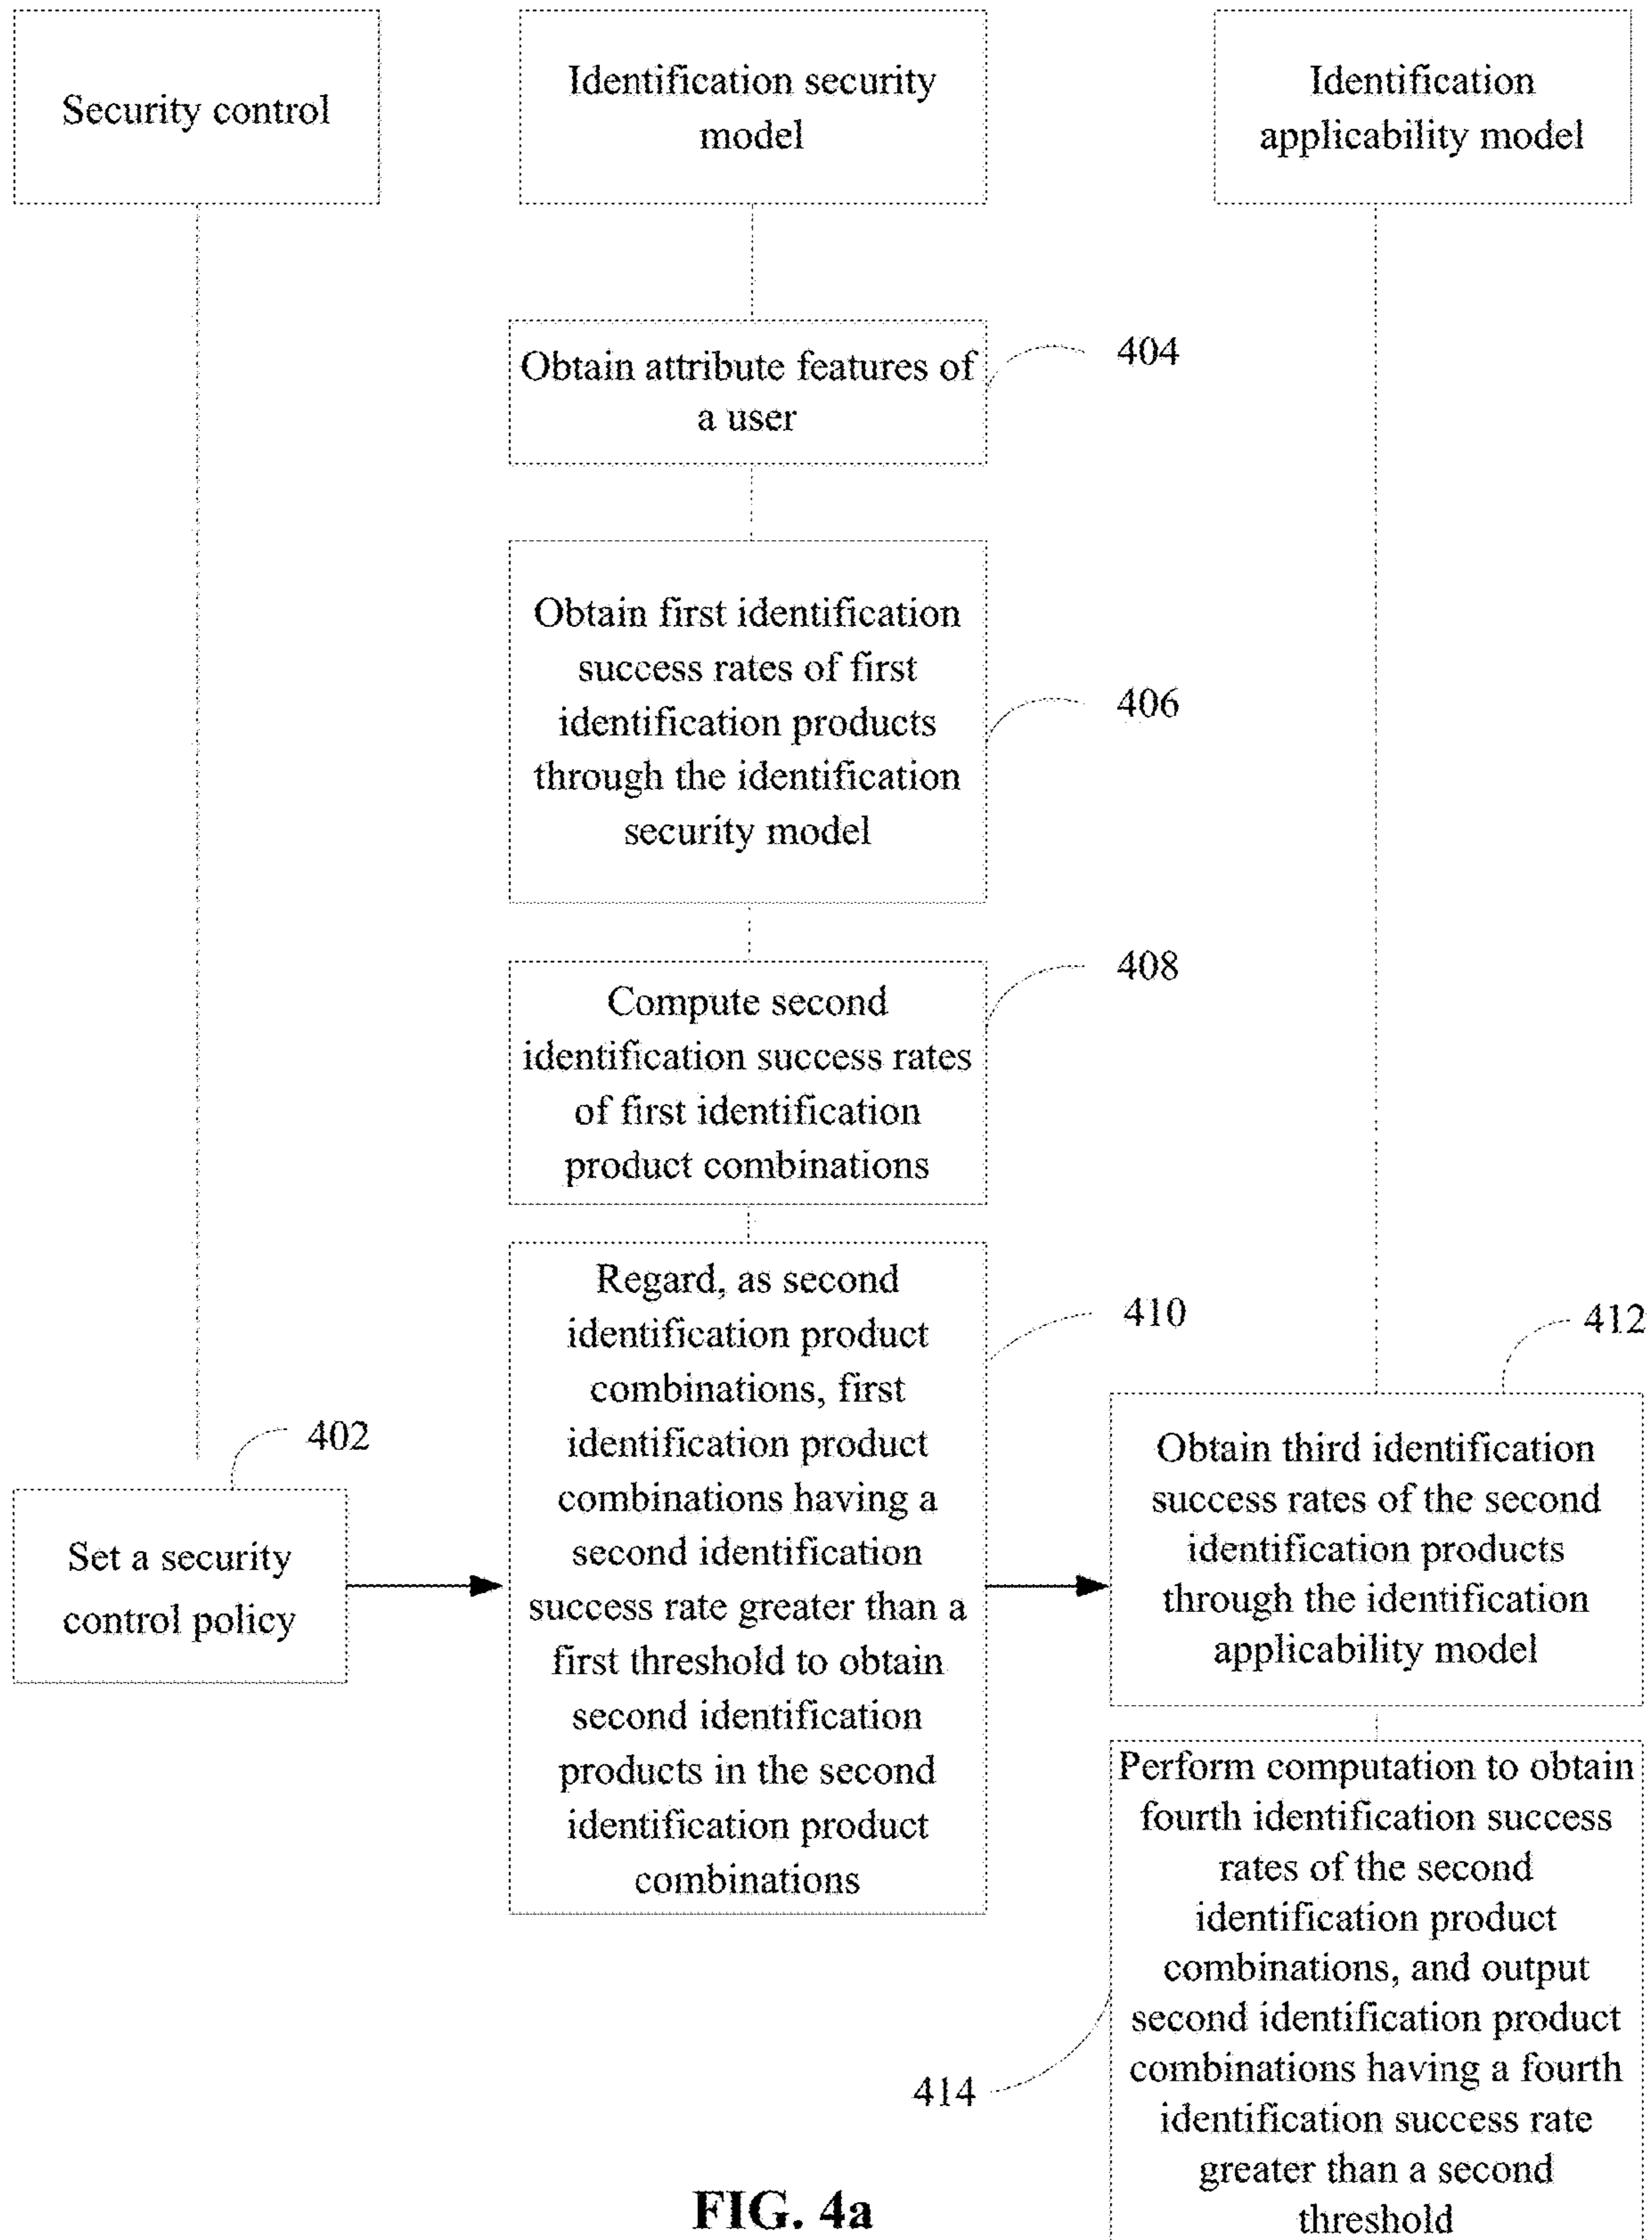 Security control
Identification security
model
Identification
applicability model
Obtain attribute features of
a user
404
Obtain first identification
success rates of first
identification products
through the identification
security model
406
Compute second
identification success rates
of first identification
product combinations
408
Regard, as second
identification product
combinations, first
identification product
combinations having a
second identification
success rate greater than a
first threshold to obtain
second identification
products in the second
identification product
combinations
410
402
Set a security
control policy
412
Obtain third identification
success rates of the second
identification products
through the identification
applicability model
Perform computation to obtain
fourth identification success
rates of the second
identification product
combinations, and output
second identification product
combinations having a fourth
identification success rate
greater than a second
threshold
414
FIG. 4a